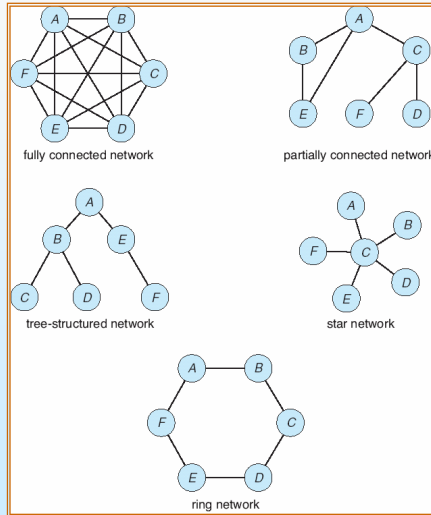 A B
F C
E D
fully connected network
A
B C
E F D
partially connected network
A
B E
C D F
tree-structured network
A
B
F C
D
E
star network
A B
F C
E D
ring network